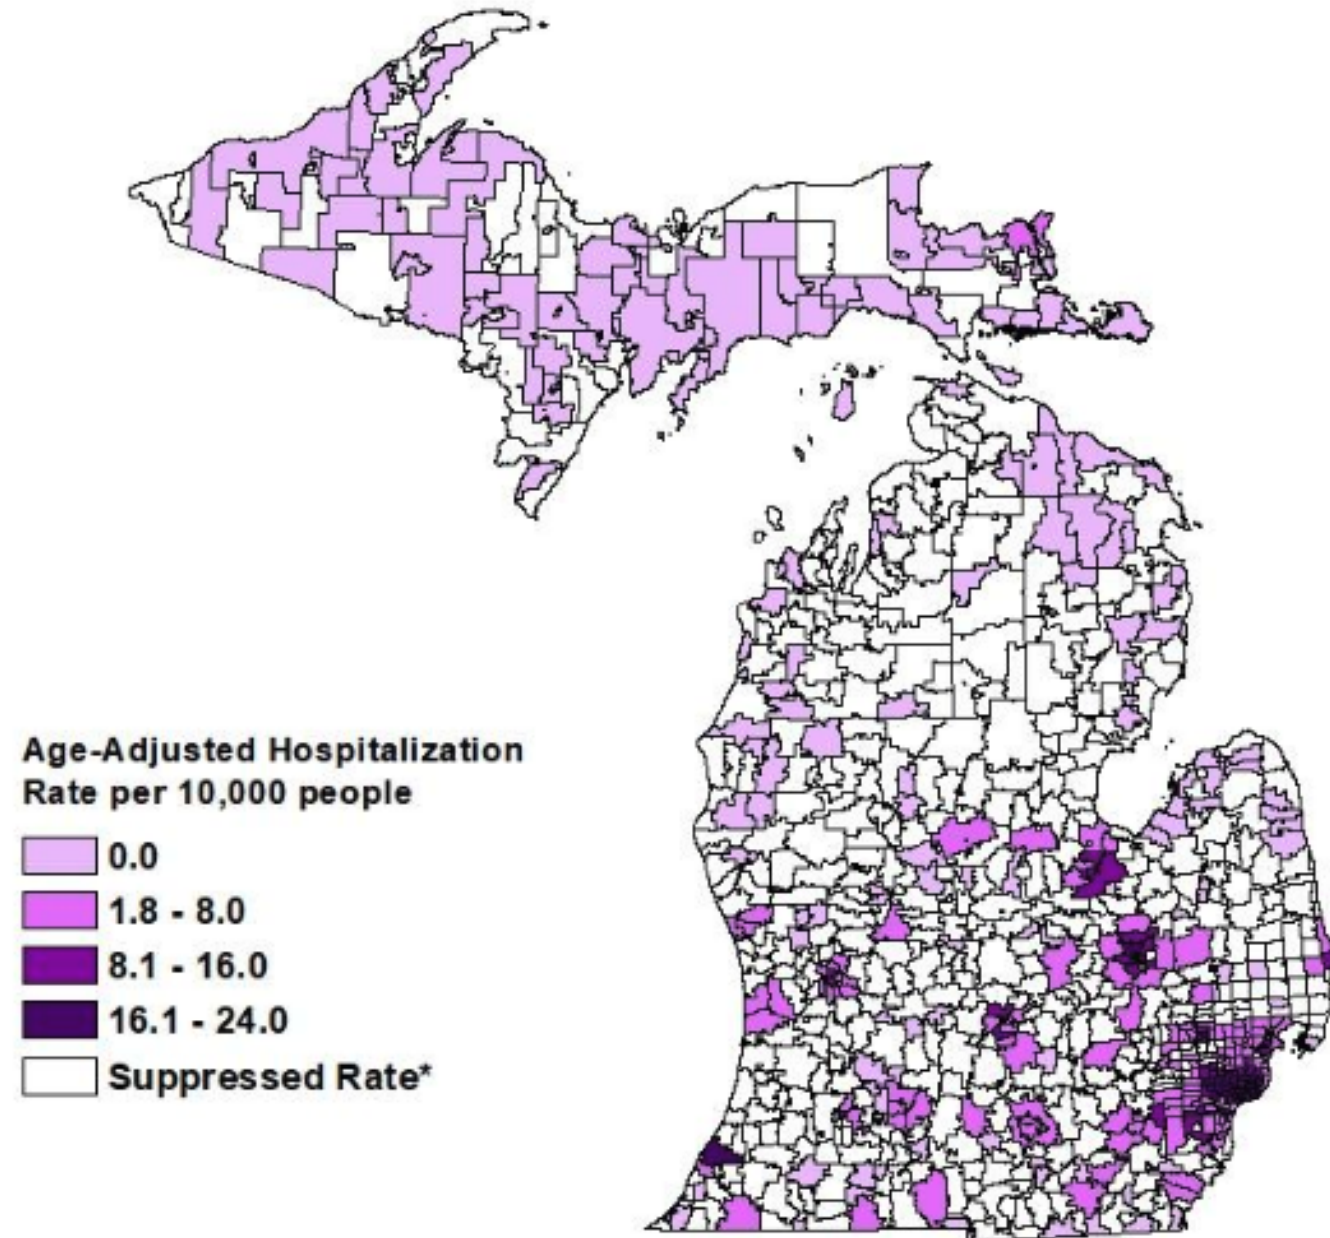 Age-Adjusted Hospitalization
Rate per 10,000 people
0.0
1.8 - 8.0
8.1 - 16.0
16.1 - 24.0
Suppressed Rate*